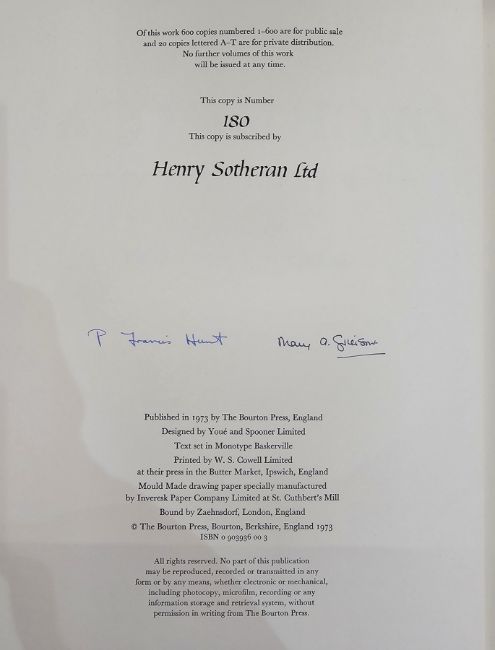 Of this work 600 copies numbered 1–600 are for public sale
and 20 copies lettered A–T are for private distribution.
No further volumes of this work
will be issued at any time.
This copy is Number
180
This copy is subscribed by
Henry Sotheran Ltd
P Francis Hunt Mary A. Grierson
Published in 1973 by The Bourton Press, England
Designed by Youé and Spooner Limited
Text set in Monotype Baskerville
Printed by W. S. Cowell Limited
at their press in the Butter Market, Ipswich, England
Mould Made drawing paper specially manufactured
by Inveresk Paper Company Limited at St. Cuthbert's Mill
Bound by Zaehnsdorf, London, England
© The Bourton Press, Bourton, Berkshire, England 1973
ISBN 0 903936 00 3
All rights reserved. No part of this publication
may be reproduced, recorded or transmitted in any
form or by any means, whether electronic or mechanical,
including photocopy, microfilm, recording or any
information storage and retrieval system, without
permission in writing from The Bourton Press.